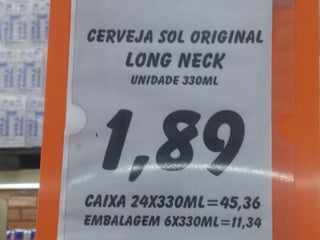 CERVEJA SOL ORIGINAL
LONG NECK
UNIDADE 330ML
1,89
CAIXA 24X330ML=45,36
EMBALAGEM 6X330ML=11,34